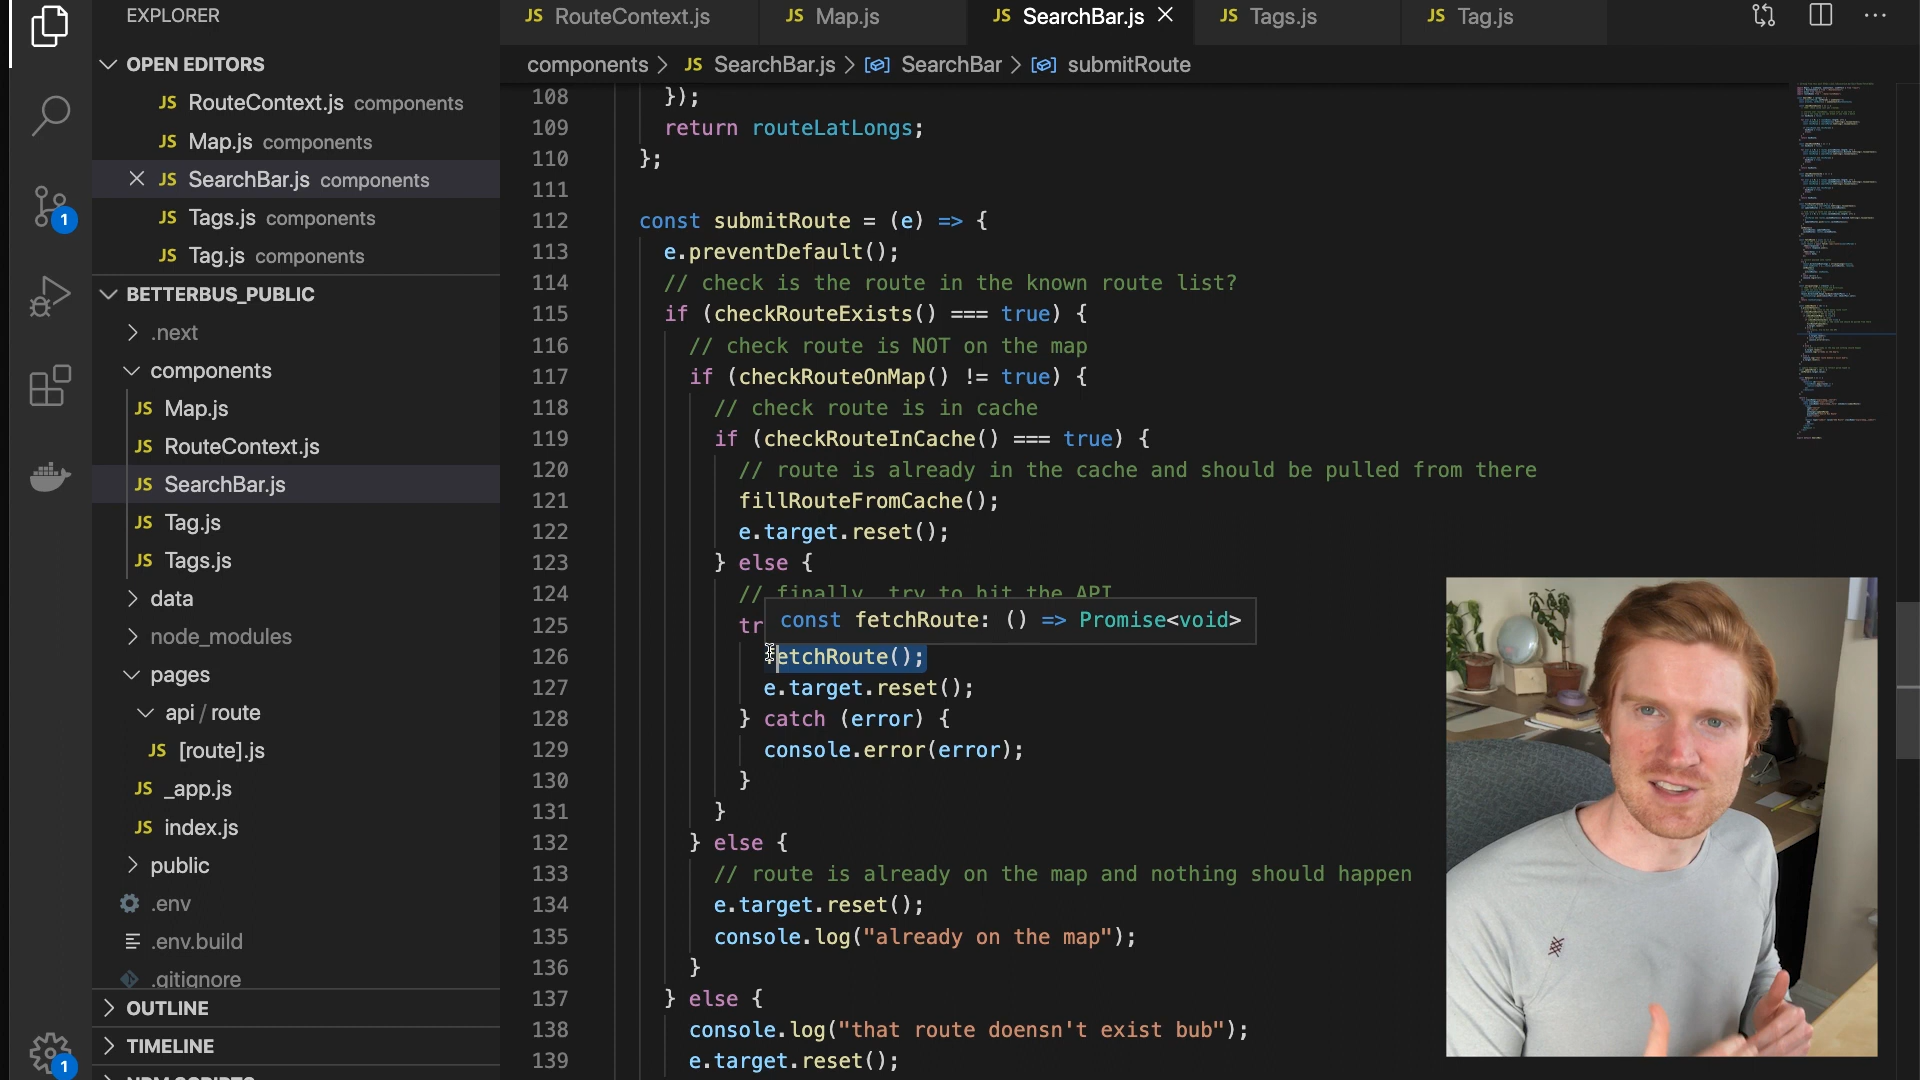 EXPLORER
OPEN EDITORS
JS RouteContext.js components
JS Map.js components
JS SearchBar.js components
JS Tags.js components
JS Tag.js components
BETTERBUS_PUBLIC
.next
components
JS Map.js
JS RouteContext.js
JS SearchBar.js
JS Tag.js
JS Tags.js
data
node_modules
pages
api / route
JS [route].js
JS _app.js
JS index.js
public
.env
.env.build
.gitignore
OUTLINE
TIMELINE
NPM SCRIPTS
1
1
JS RouteContext.js
JS Map.js
JS SearchBar.js
JS Tags.js
JS Tag.js
components > JS SearchBar.js > SearchBar > submitRoute
108 });
109 return routeLatLongs;
110 };
111
112 const submitRoute = (e) => {
113 e.preventDefault();
114 // check is the route in the known route list?
115 if (checkRouteExists() === true) {
116 // check route is NOT on the map
117 if (checkRouteOnMap() != true) {
118 // check route is in cache
119 if (checkRouteInCache() === true) {
120 // route is already in the cache and should be pulled from there
121 fillRouteFromCache();
122 e.target.reset();
123 } else {
124 // finally, try to hit the API
const fetchRoute: () => Promise<void>
125 tr
126 etchRoute();
127 e.target.reset();
128 } catch (error) {
129 console.error(error);
130 }
131 }
132 } else {
133 // route is already on the map and nothing should happen
134 e.target.reset();
135 console.log("already on the map");
136 }
137 } else {
138 console.log("that route doensn't exist bub");
139 e.target.reset();